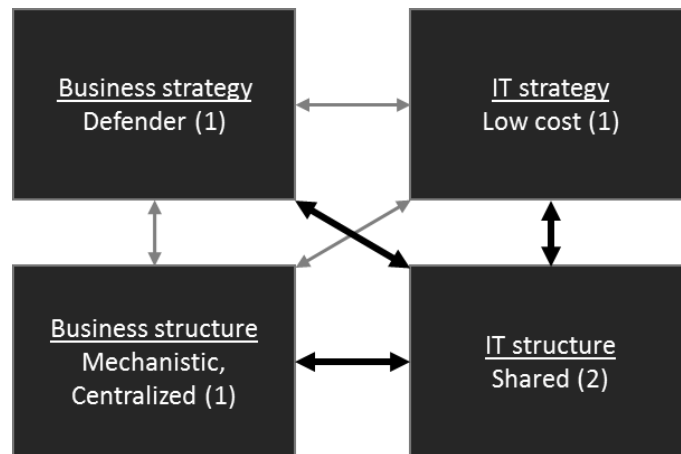 Business strategy
Defender (1)
IT strategy
Low cost (1)
Business structure
Mechanistic,
Centralized (1)
IT structure
Shared (2)